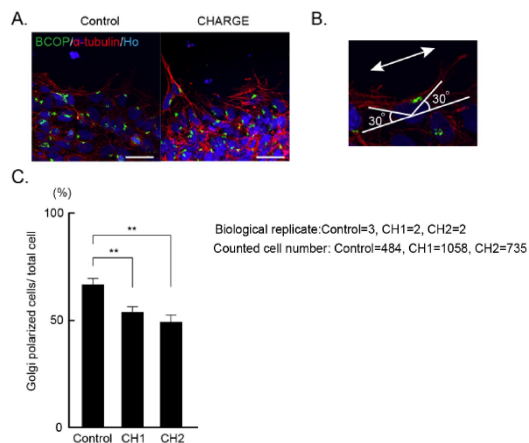 A.
Control
CHARGE
BCOP/α-tubulin/Ho
B.
30°
30°
C.
(%)
100
50
0
Golgi polarized cells/ total cell
**
**
Control
CH1
CH2
Biological replicate:Control=3, CH1=2, CH2=2
Counted cell number: Control=484, CH1=1058, CH2=735